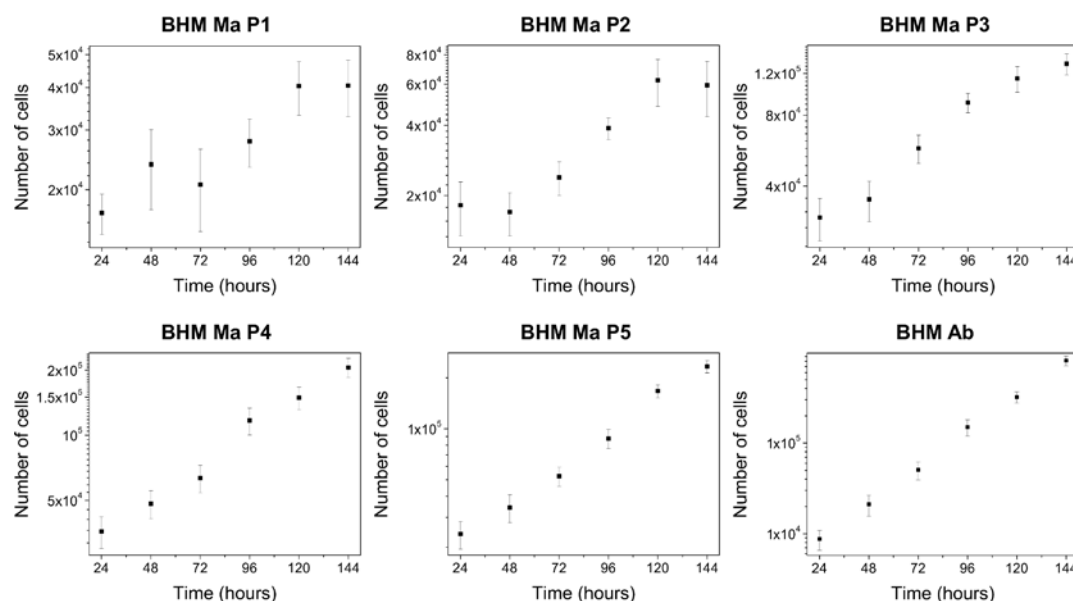 BHM Ma P1
5x10⁴
4x10⁴
3x10⁴
2x10⁴
Number of cells
24 48 72 96 120 144
Time (hours)
BHM Ma P2
8x10⁴
6x10⁴
4x10⁴
2x10⁴
Number of cells
24 48 72 96 120 144
Time (hours)
BHM Ma P3
1.2x10⁵
8x10⁴
4x10⁴
Number of cells
24 48 72 96 120 144
Time (hours)
BHM Ma P4
2x10⁵
1.5x10⁵
10⁵
5x10⁴
Number of cells
24 48 72 96 120 144
Time (hours)
BHM Ma P5
1x10⁵
Number of cells
24 48 72 96 120 144
Time (hours)
BHM Ab
1x10⁵
1x10⁴
Number of cells
24 48 72 96 120 144
Time (hours)